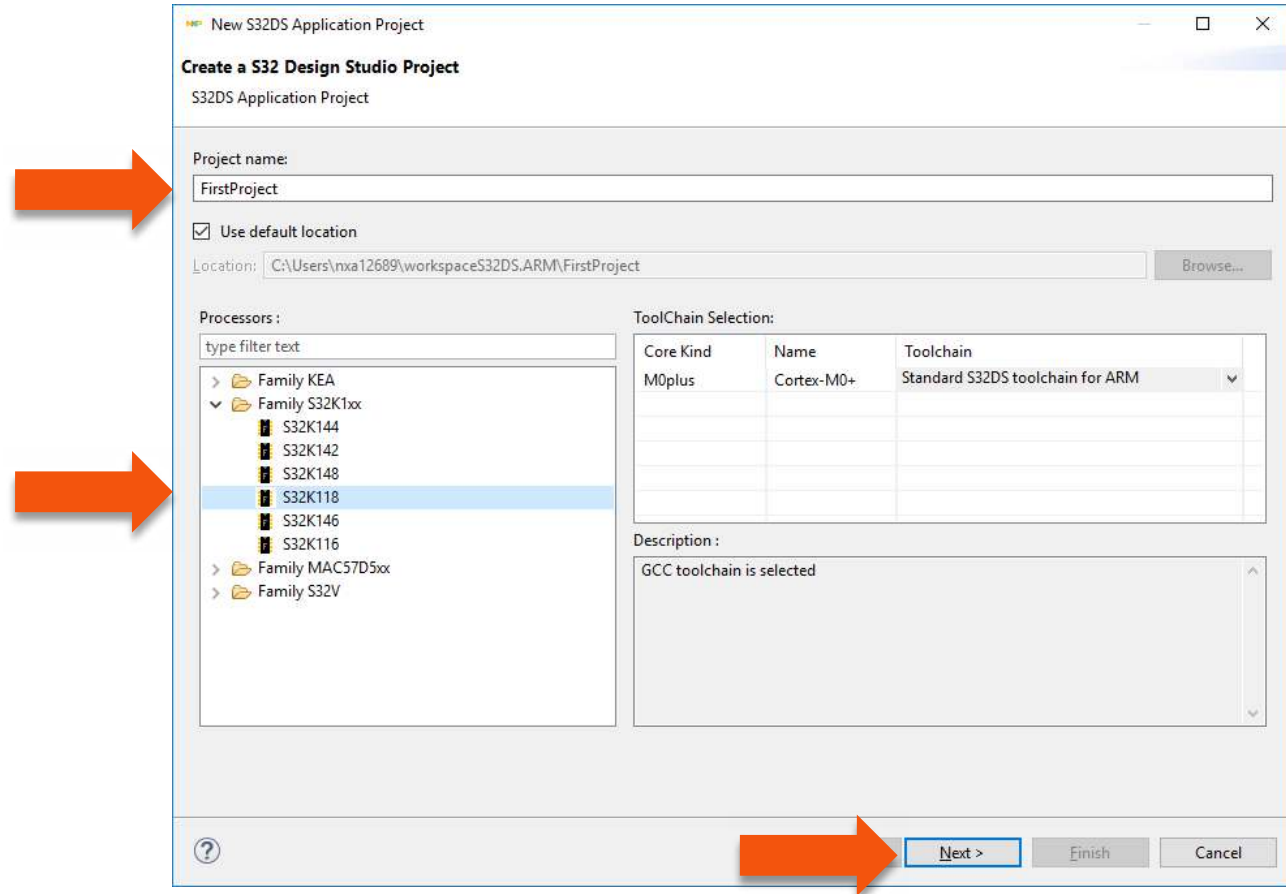 NXP New S32DS Application Project
Create a S32 Design Studio Project
S32DS Application Project
Project name:
FirstProject
Use default location
Location: C:\Users\nxa12689\workspaceS32DS.ARM\FirstProject Browse...
Processors :
type filter text
Family KEA
Family S32K1xx
S32K144
S32K142
S32K148
S32K118
S32K146
S32K116
Family MAC57D5xx
Family S32V
ToolChain Selection:
Core Kind Name Toolchain
M0plus Cortex-M0+ Standard S32DS toolchain for ARM
Description :
GCC toolchain is selected
? Next > Finish Cancel